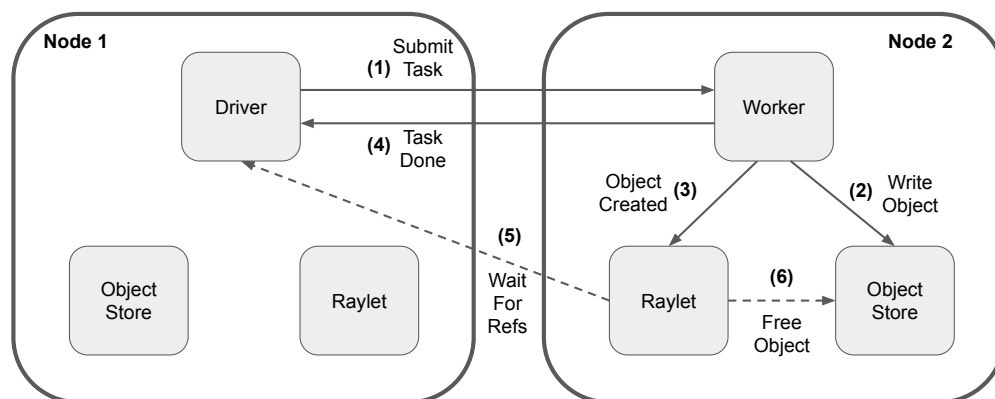 Node 1
Node 2
Submit
(1) Task
Driver
Worker
(4) Task
Done
Object
Created (3)
(2) Write
Object
(5)
Wait
For
Refs
Object
Store
Raylet
Raylet
(6)
Free
Object
Object
Store